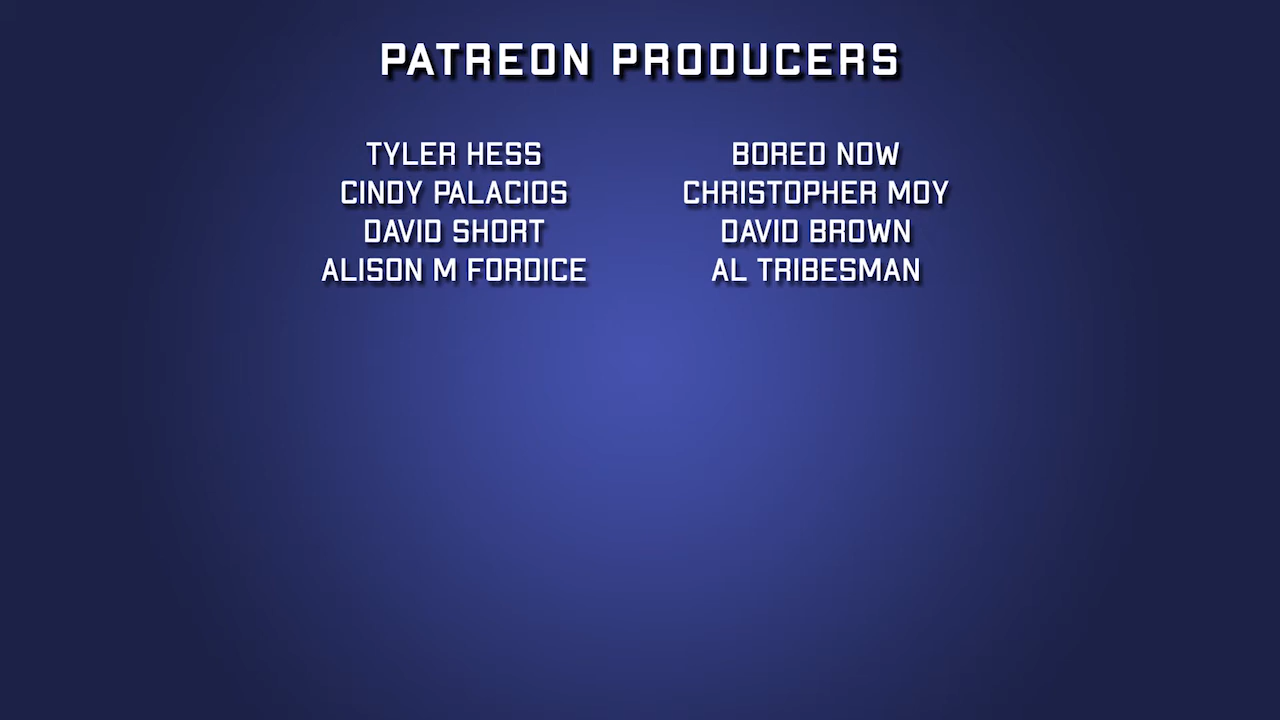 PATREON PRODUCERS
TYLER HESS
CINDY PALACIOS
DAVID SHORT
ALISON M FORDICE
BORED NOW
CHRISTOPHER MOY
DAVID BROWN
AL TRIBESMAN